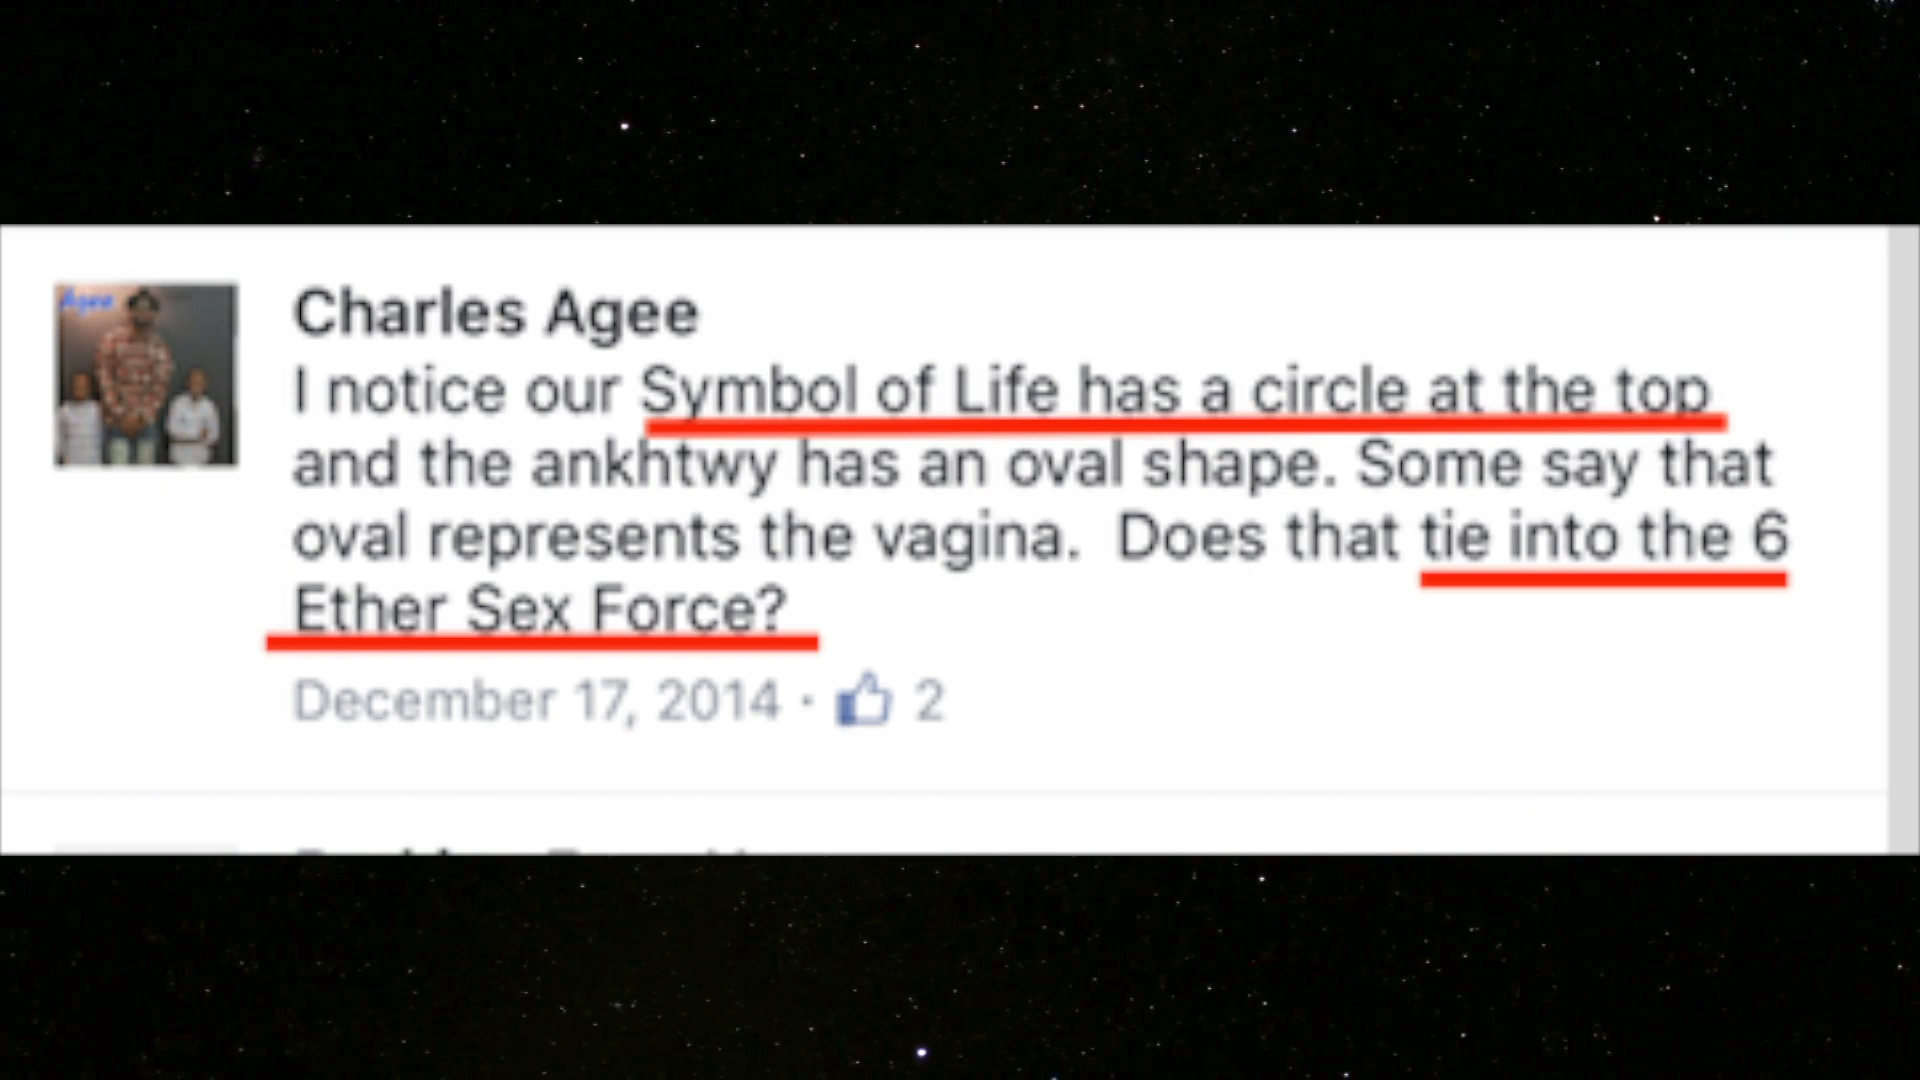 Agee
Charles Agee
I notice our Symbol of Life has a circle at the top
and the ankhtwy has an oval shape. Some say that
oval represents the vagina. Does that tie into the 6
Ether Sex Force?
December 17, 2014 · 2